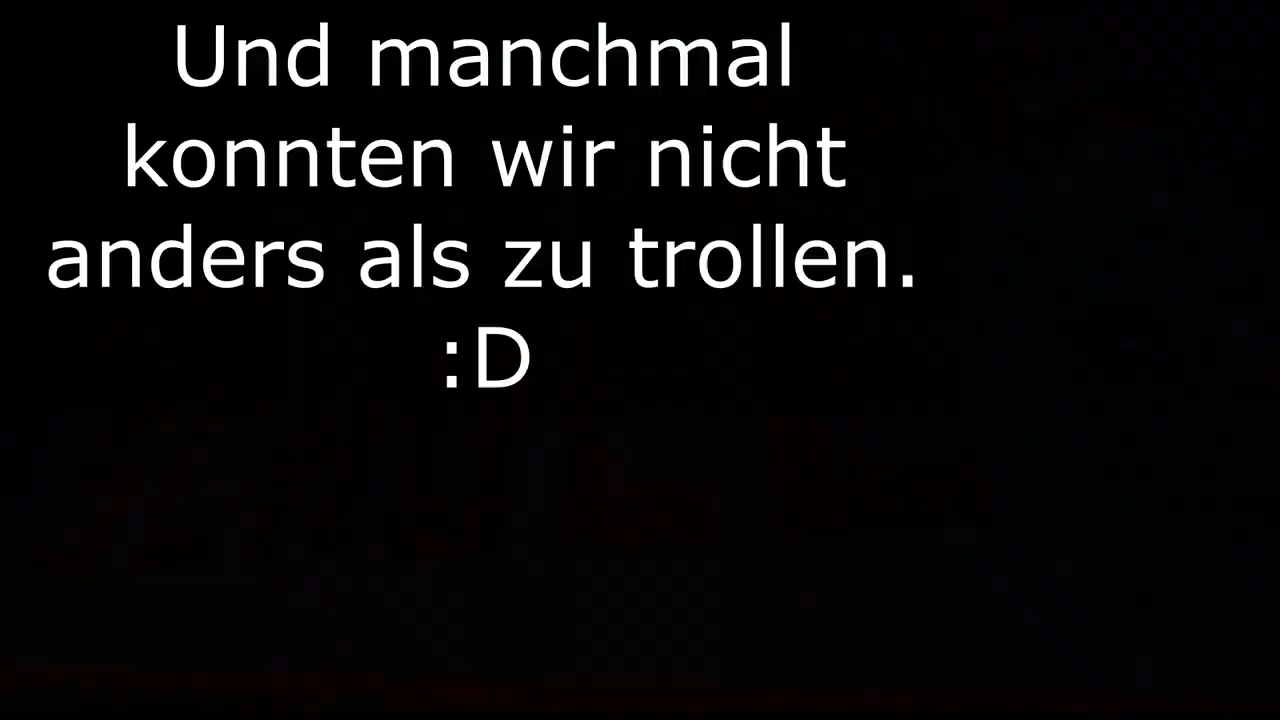 Und manchmal
konnten wir nicht
anders als zu trollen.
:D